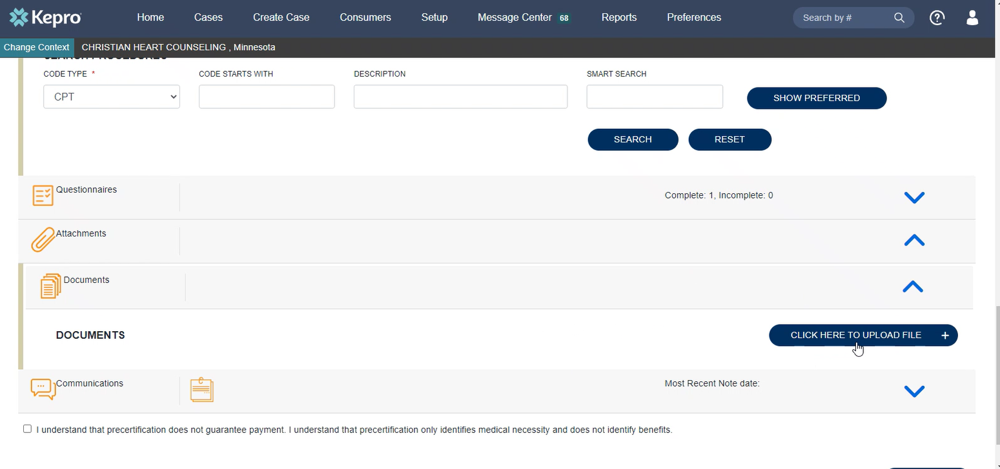 Kepro
Home
Cases
Create Case
Consumers
Setup
Message Center 68
Reports
Preferences
Search by #
Change Context
CHRISTIAN HEART COUNSELING , Minnesota
SEARCH PROCEDURES
CODE TYPE *
CODE STARTS WITH
DESCRIPTION
SMART SEARCH
CPT
SHOW PREFERRED
SEARCH
RESET
Questionnaires
Complete: 1, Incomplete: 0
Attachments
Documents
DOCUMENTS
CLICK HERE TO UPLOAD FILE +
Communications
Most Recent Note date:
I understand that precertification does not guarantee payment. I understand that precertification only identifies medical necessity and does not identify benefits.